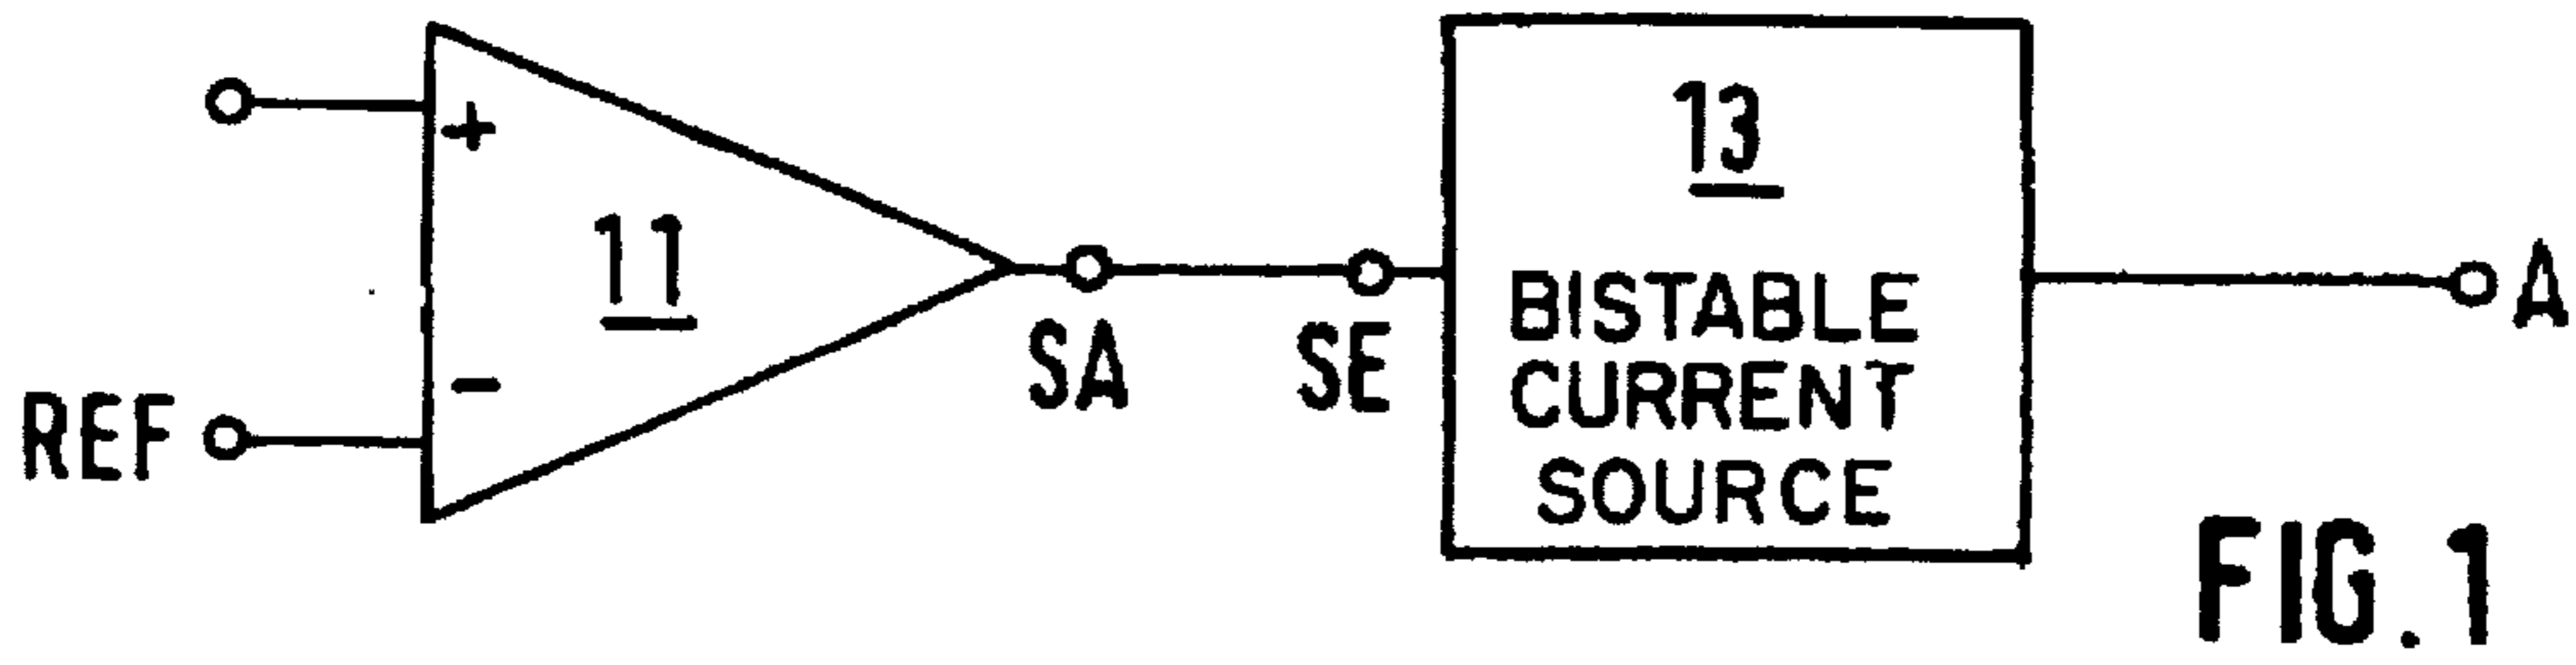 +
11
-
REF
SA
SE
13
BISTABLE
CURRENT
SOURCE
A
FIG. 1